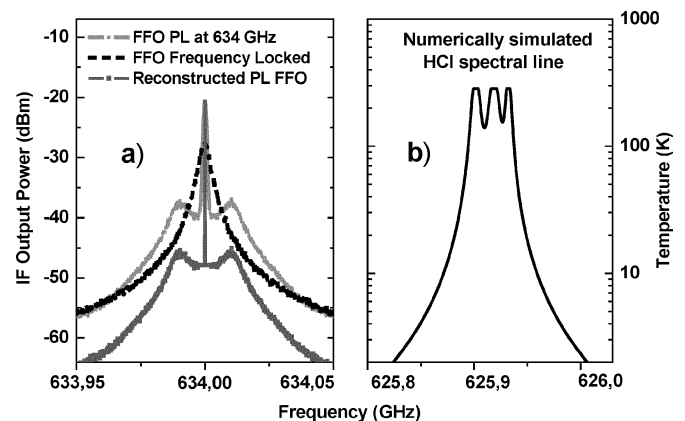 FFO PL at 634 GHz
FFO Frequency Locked
Reconstructed PL FFO
a)
-10
-20
-30
-40
-50
-60
IF Output Power (dBm)
633,95
634,00
634,05
Numerically simulated
HCl spectral line
b)
1000
100
10
Temperature (K)
625,8
625,9
626,0
Frequency (GHz)